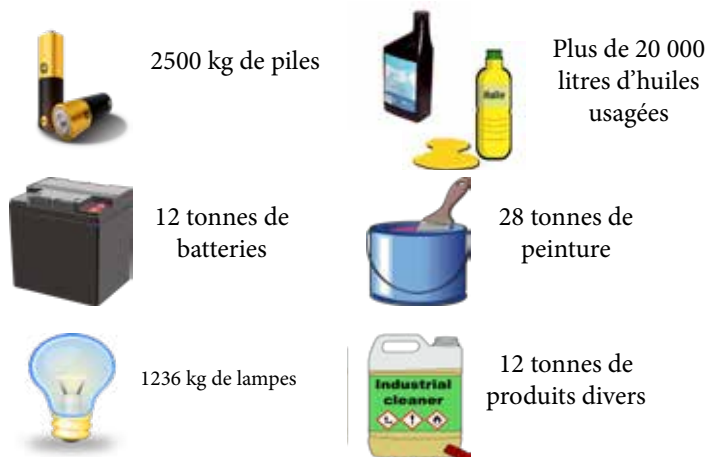 2500 kg de piles
Plus de 20 000
litres d’huiles
usagées
Huile
12 tonnes de
batteries
28 tonnes de
peinture
1236 kg de lampes
12 tonnes de
produits divers
Industrial
cleaner